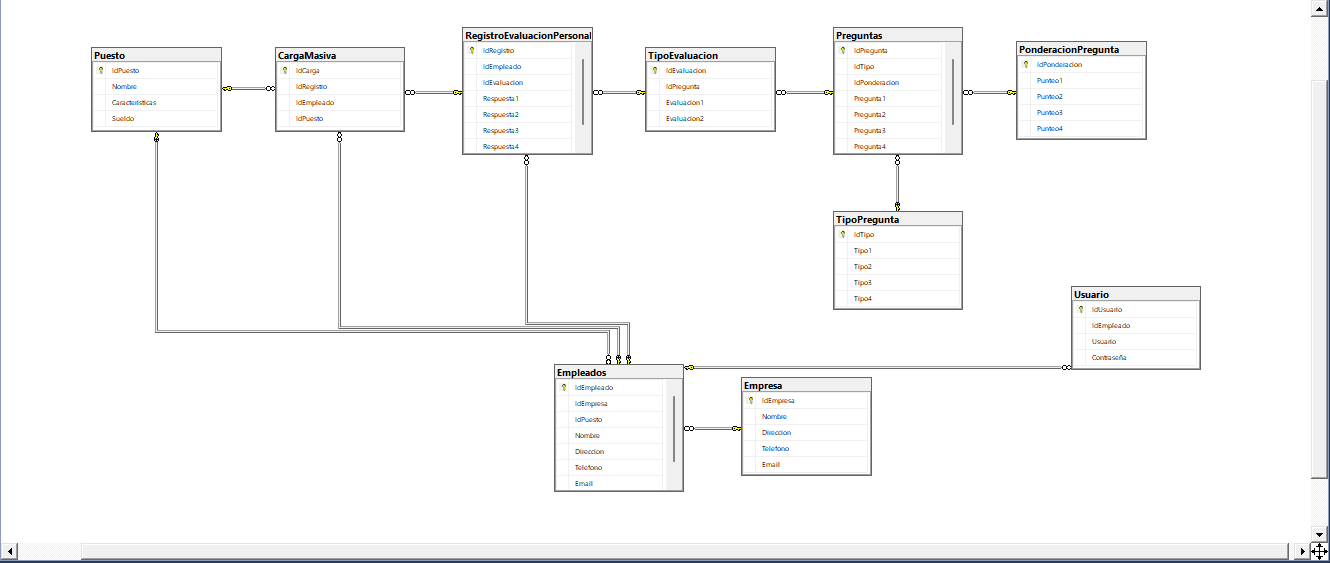 Puesto
IdPuesto
Nombre
Caracteristicas
Sueldo
CargaMasiva
IdCarga
IdRegistro
IdEmpleado
IdPuesto
RegistroEvaluacionPersonal
IdRegistro
IdEmpleado
IdEvaluacion
Respuesta1
Respuesta2
Respuesta3
Respuesta4
TipoEvaluacion
IdEvaluacion
IdPregunta
Evaluacion1
Evaluacion2
Preguntas
IdPregunta
IdTipo
IdPonderacion
Pregunta1
Pregunta2
Pregunta3
Pregunta4
PonderacionPregunta
IdPonderacion
Punteo1
Punteo2
Punteo3
Punteo4
TipoPregunta
IdTipo
Tipo1
Tipo2
Tipo3
Tipo4
Usuario
IdUsuario
IdEmpleado
Usuario
Contraseña
Empleados
IdEmpleado
IdEmpresa
IdPuesto
Nombre
Direccion
Telefono
Email
Empresa
IdEmpresa
Nombre
Direccion
Telefono
Email